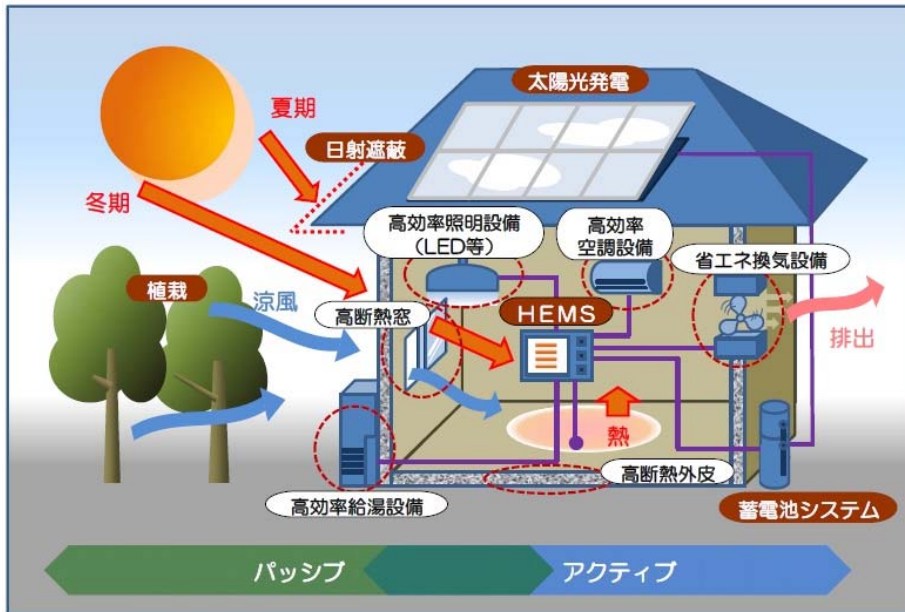 太陽光発電
夏期
日射遮蔽
冬期
高効率照明設備
(LED等)
高効率
空調設備
省エネ換気設備
植栽
涼風
高断熱窓
HEMS
排出
熱
高断熱外皮
高効率給湯設備
蓄電池システム
パッシブ
アクティブ